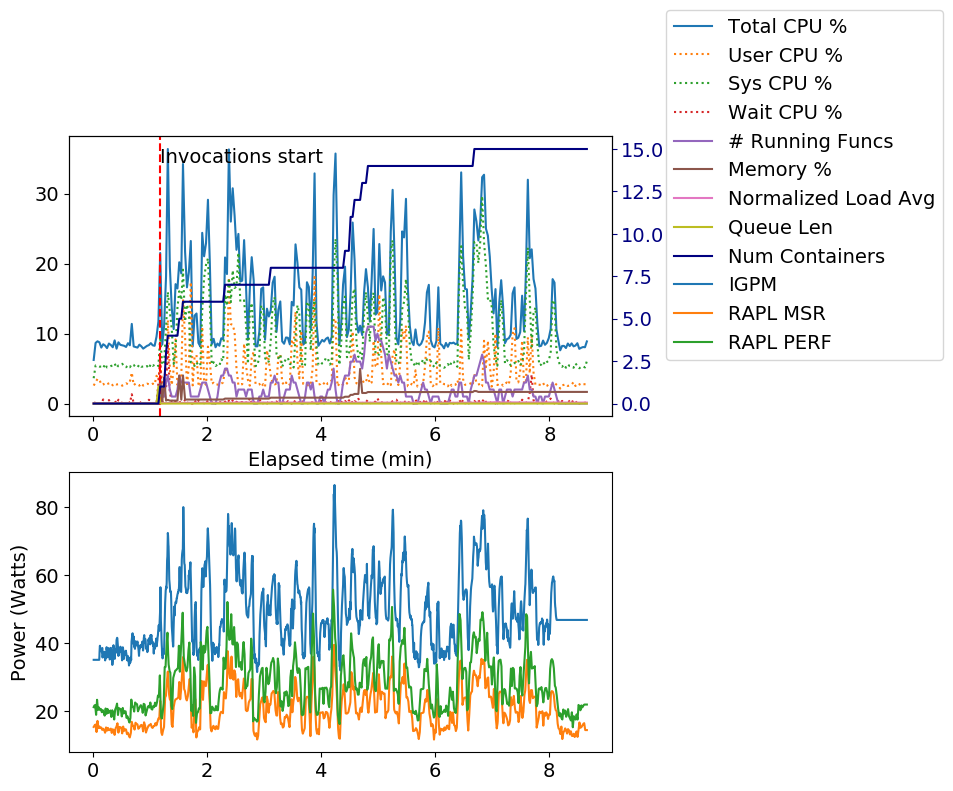 Total CPU %
User CPU %
Sys CPU %
Wait CPU %
# Running Funcs
Memory %
Normalized Load Avg
Queue Len
Num Containers
IGPM
RAPL MSR
RAPL PERF
Invocations start
30
20
10
0
15.0
12.5
10.0
7.5
5.0
2.5
0.0
0 2 4 6 8
Elapsed time (min)
Power (Watts)
80
60
40
20
0 2 4 6 8